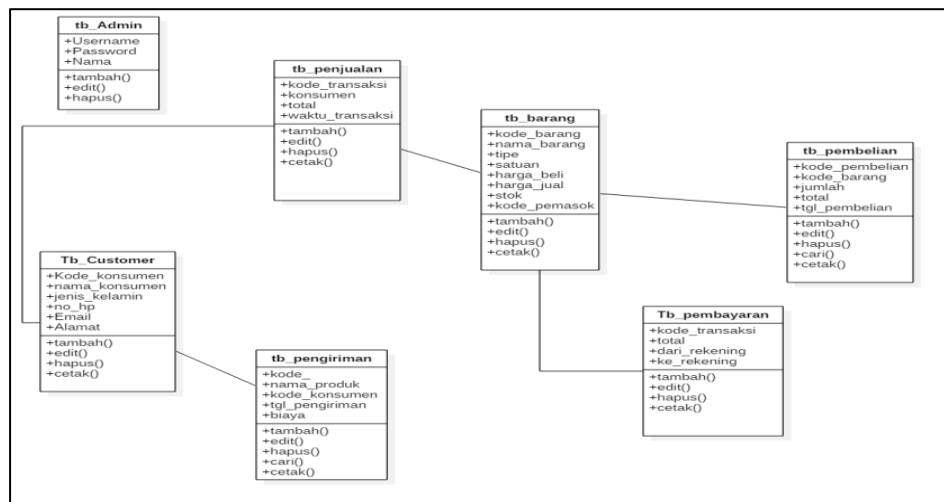 tb_Admin
+Username
+Password
+Nama
+tambah()
+edit()
+hapus()
tb_penjualan
+kode_transaksi
+konsumen
+total
+waktu_transaksi
+tambah()
+edit()
+hapus()
+cetak()
tb_barang
+kode_barang
+nama_barang
+tipe
+satuan
+harga_beli
+harga_jual
+stok
+kode_pemasok
+tambah()
+edit()
+hapus()
+cetak()
tb_pembelian
+kode_pembelian
+kode_barang
+jumlah
+total
+tgl_pembelian
+tambah()
+edit()
+hapus()
+cari()
+cetak()
Tb_Customer
+Kode_konsumen
+nama_konsumen
+jenis_kelamin
+no_hp
+Email
+Alamat
+tambah()
+edit()
+hapus()
+cetak()
tb_pengiriman
+kode_
+nama_produk
+kode_konsumen
+tgl_pengiriman
+biaya
+tambah()
+edit()
+hapus()
+cari()
+cetak()
Tb_pembayaran
+kode_transaksi
+total
+dari_rekening
+ke_rekening
+tambah()
+edit()
+hapus()
+cetak()